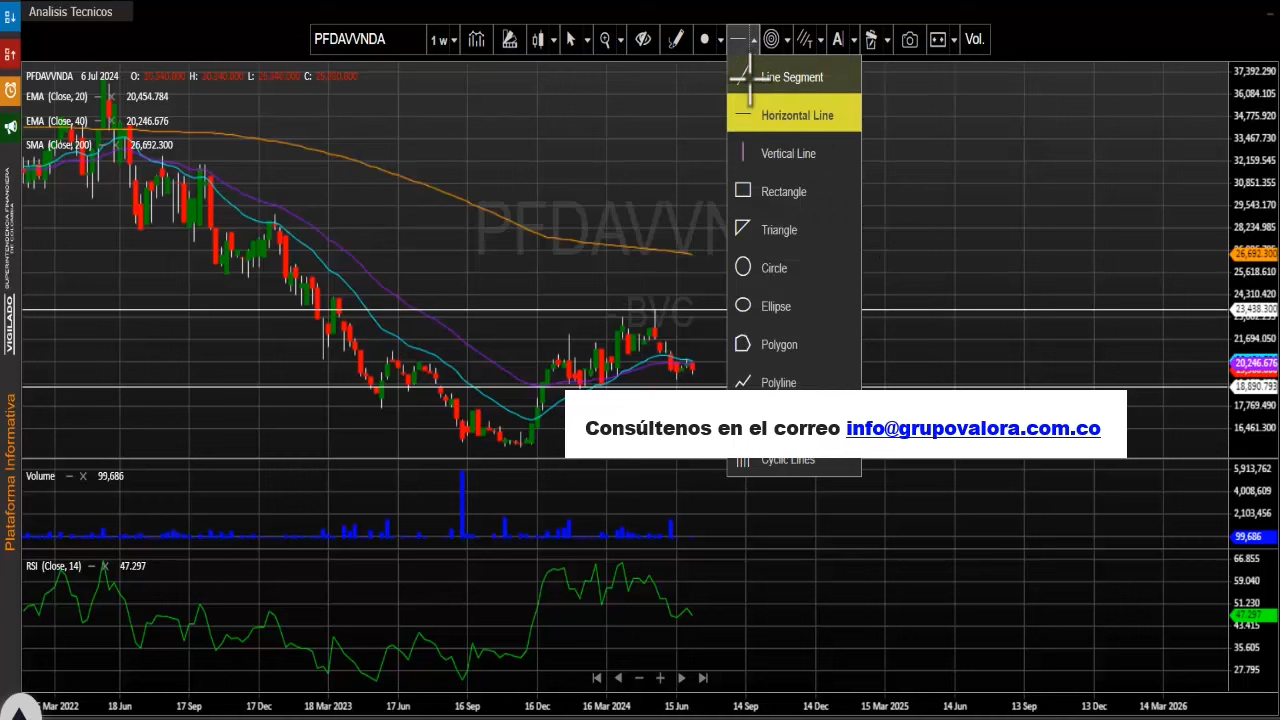 Analisis Tecnicos
PFDAVVNDA
1 w
A
Vol.
PFDAVVNDA 6 Jul 2024
EMA (Close, 20) 20,454.784
EMA (Close, 40) 20,246.676
SMA (Close, 200) 26,692.300
PFDAVVN
- BVC
Line Segment
Horizontal Line
Vertical Line
Rectangle
Triangle
Circle
Ellipse
Polygon
Polyline
Cyclic Lines
Consúltenos en el correo info@grupovalora.com.co
37,392.290
36,084.105
34,775.920
33,467.730
32,159.545
30,851.355
29,543.170
28,234.985
26,692.300
25,618.610
24,310.420
23,438.300
21,694.050
20,246.676
18,890.793
17,769.490
16,461.300
Volume 99,686
5,913,762
4,008,609
2,103,456
99,686
RSI (Close, 14) 47.297
66.855
59.040
51.230
47.297
43.415
35.605
27.795
Mar 2022
18 Jun
17 Sep
17 Dec
18 Mar 2023
17 Jun
16 Sep
16 Dec
16 Mar 2024
15 Jun
14 Sep
14 Dec
15 Mar 2025
14 Jun
13 Sep
13 Dec
14 Mar 2026
SUPERINTENDENCIA FINANCIERA
DE COLOMBIA
VIGILADO
Plataforma Informativa